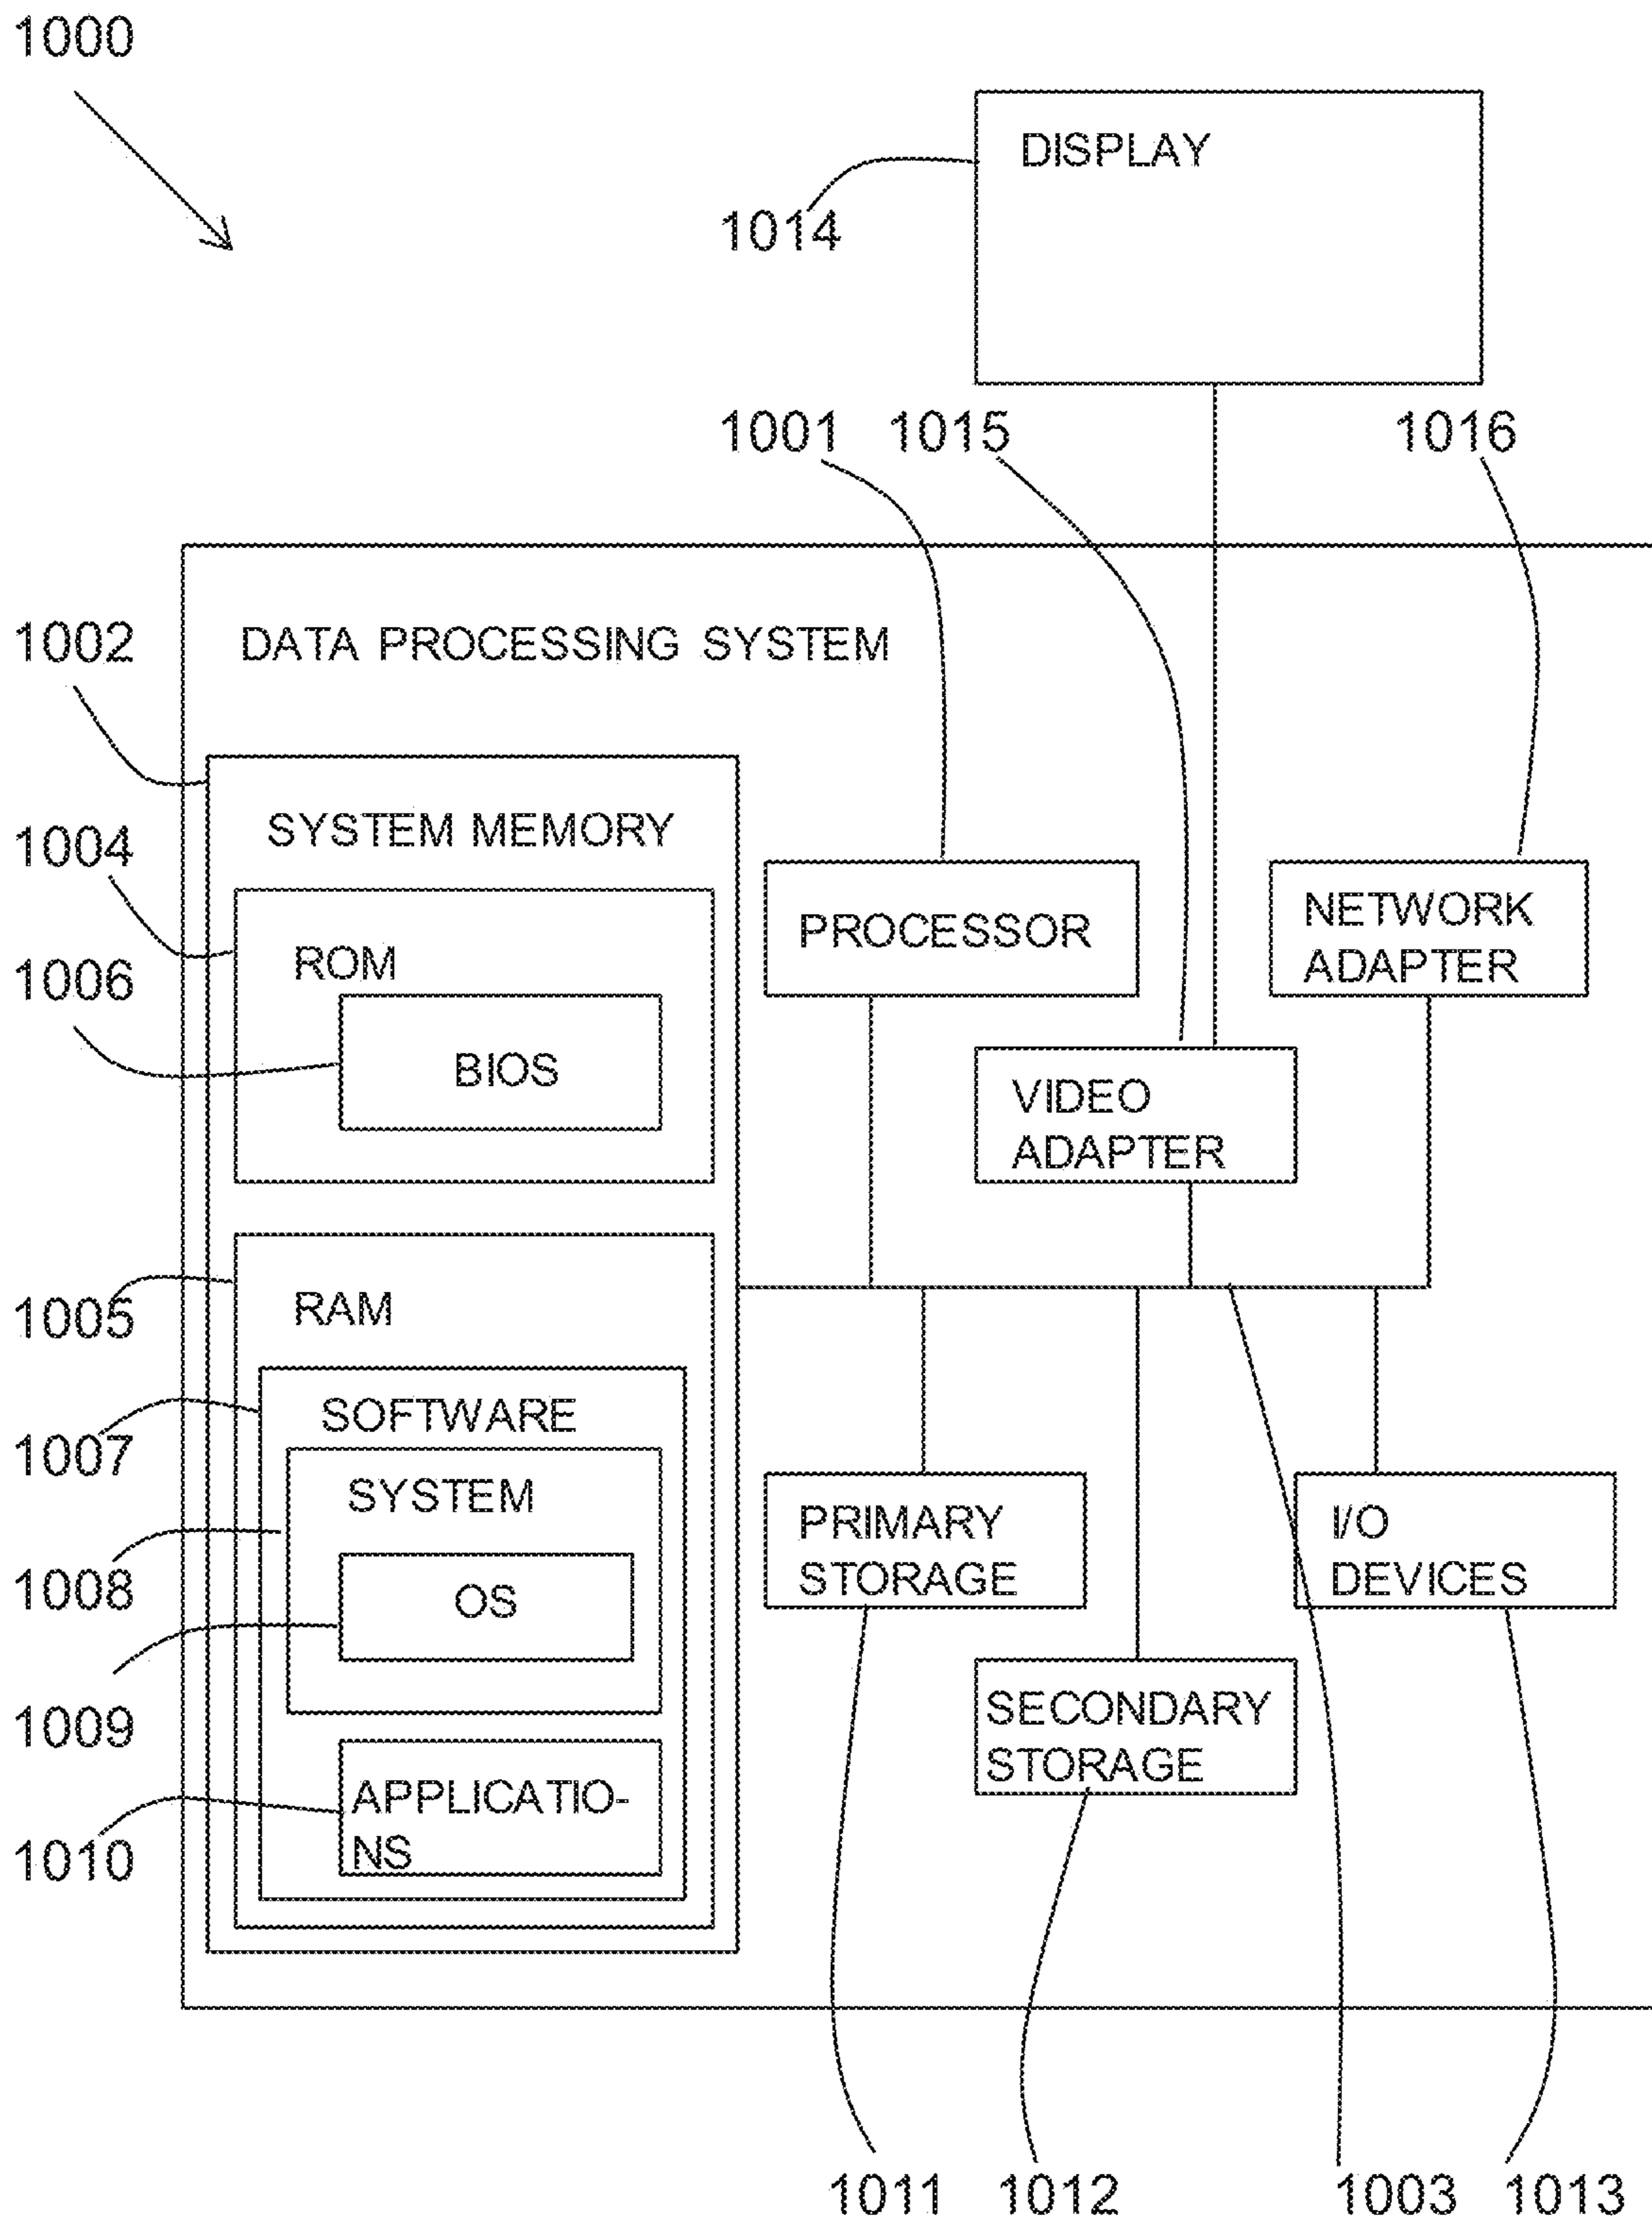 1000
DISPLAY
1014
1001
1015
1016
1002
DATA PROCESSING SYSTEM
SYSTEM MEMORY
1004
ROM
1006
BIOS
PROCESSOR
NETWORK
ADAPTER
VIDEO
ADAPTER
1005
RAM
1007
SOFTWARE
SYSTEM
1008
OS
1009
APPLICATIO-
NS
1010
PRIMARY
STORAGE
I/O
DEVICES
SECONDARY
STORAGE
1011
1012
1003
1013